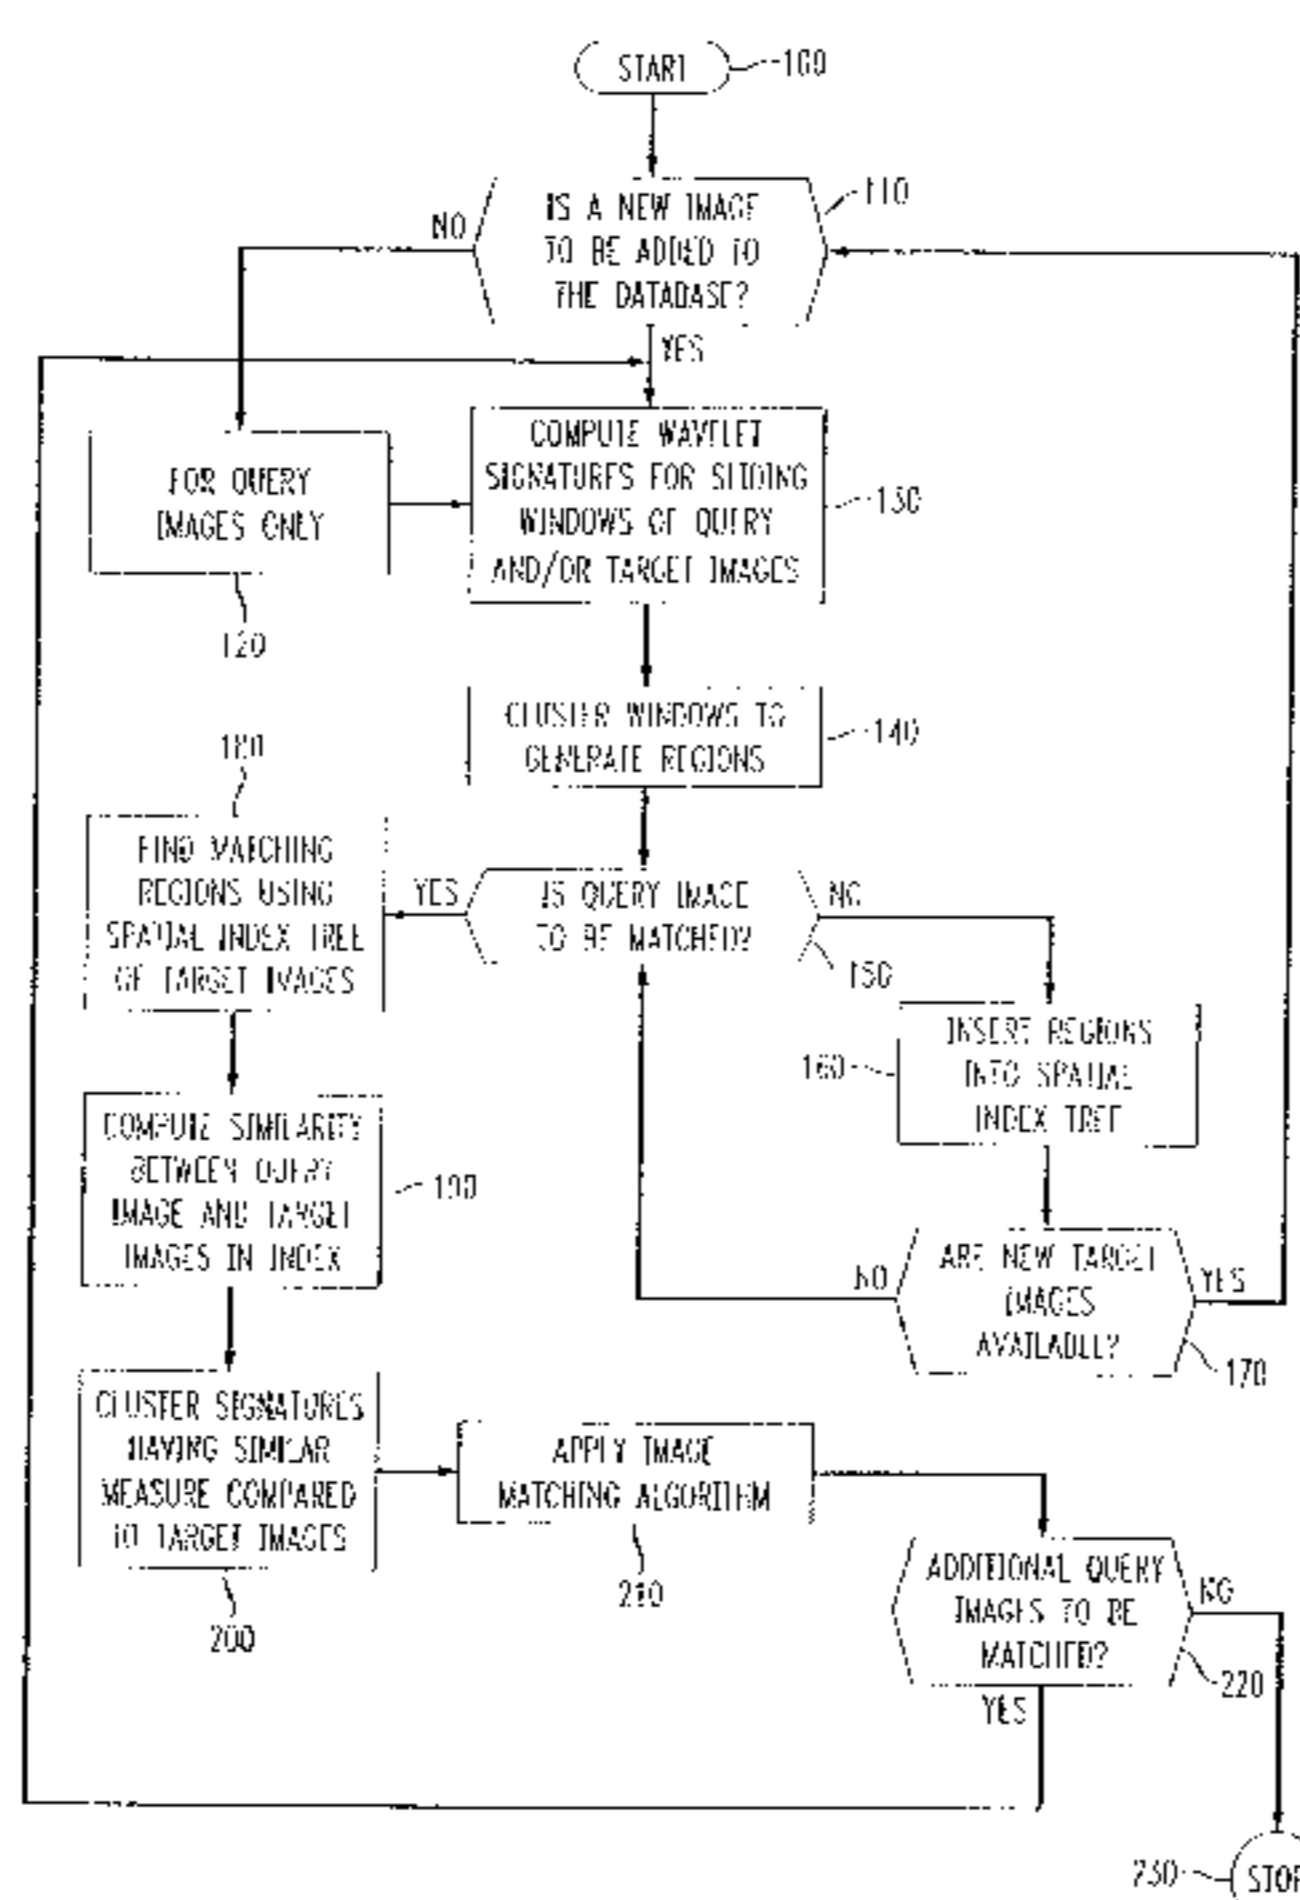 START
100
IS A NEW IMAGE
TO BE ADDED TO
THE DATABASE?
110
NO
YES
FOR QUERY
IMAGES ONLY
120
COMPUTE WAVELET
SIGNATURES FOR SLIDING
WINDOWS OF QUERY
AND/OR TARGET IMAGES
130
CLUSTER WINDOWS TO
GENERATE REGIONS
140
180
FIND MATCHING
REGIONS USING
SPATIAL INDEX TREE
OF TARGET IMAGES
YES
IS QUERY IMAGE
TO BE MATCHED?
NO
150
INSERT REGIONS
INTO SPATIAL
INDEX TREE
160
COMPUTE SIMILARITY
BETWEEN QUERY
IMAGE AND TARGET
IMAGES IN INDEX
190
NO
ARE NEW TARGET
IMAGES
AVAILABLE?
YES
170
CLUSTER SIGNATURES
HAVING SIMILAR
MEASURE COMPARED
TO TARGET IMAGES
200
APPLY IMAGE
MATCHING ALGORITHM
210
ADDITIONAL QUERY
IMAGES TO BE
MATCHED?
NO
220
YES
230
STOP